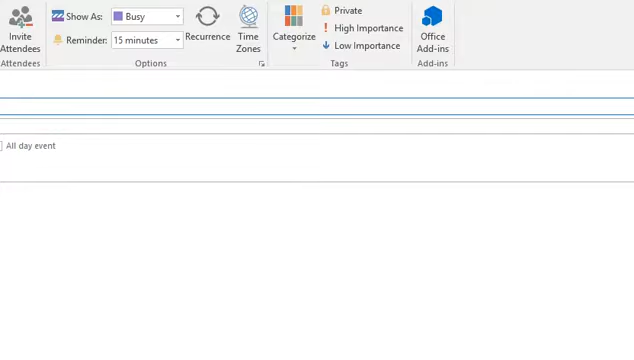 Invite Attendees
Attendees
Show As: Busy
Reminder: 15 minutes
Recurrence
Time Zones
Options
Categorize
Private
High Importance
Low Importance
Tags
Office Add-ins
Add-ins
All day event